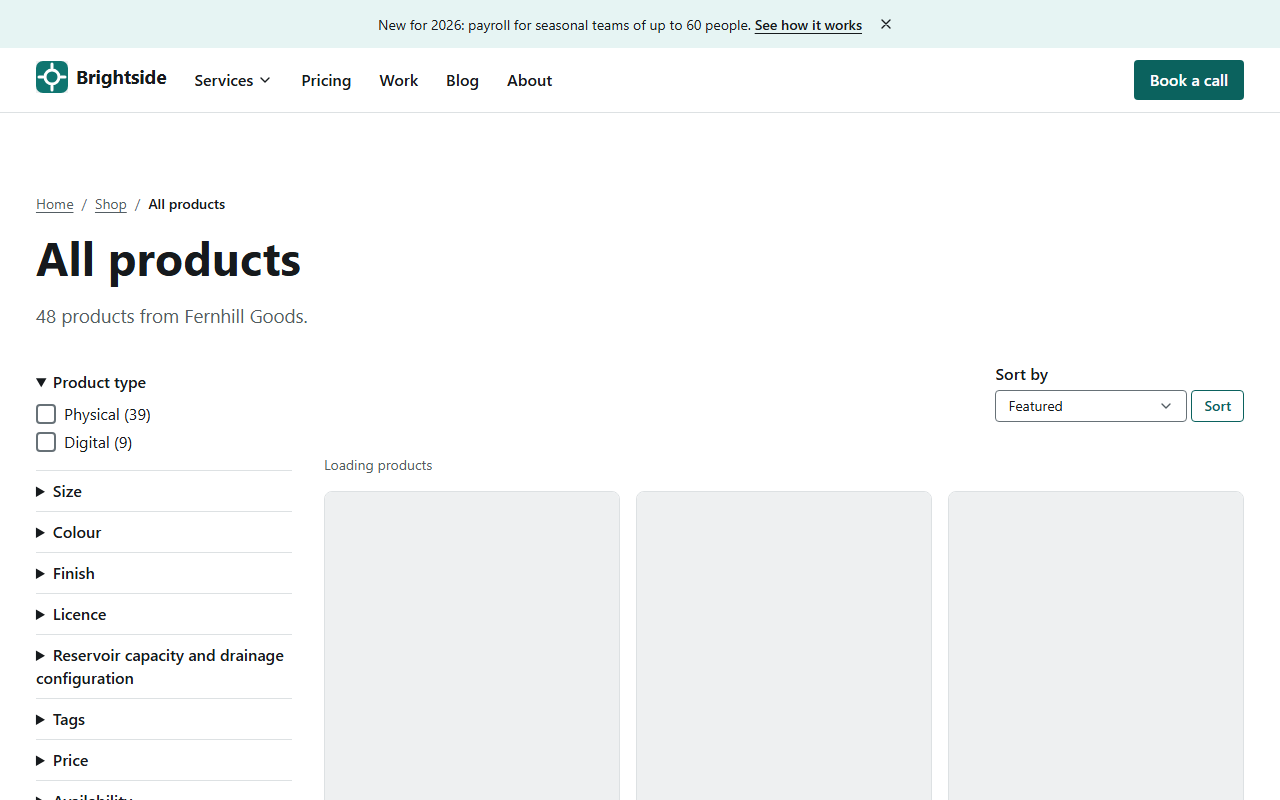 New for 2026: payroll for seasonal teams of up to 60 people. See how it works
Brightside
Services
Pricing
Work
Blog
About
Book a call
Home / Shop / All products
All products
48 products from Fernhill Goods.
Product type
Physical (39)
Digital (9)
Size
Colour
Finish
Licence
Reservoir capacity and drainage
configuration
Tags
Price
Availability
Sort by
Featured
Sort
Loading products